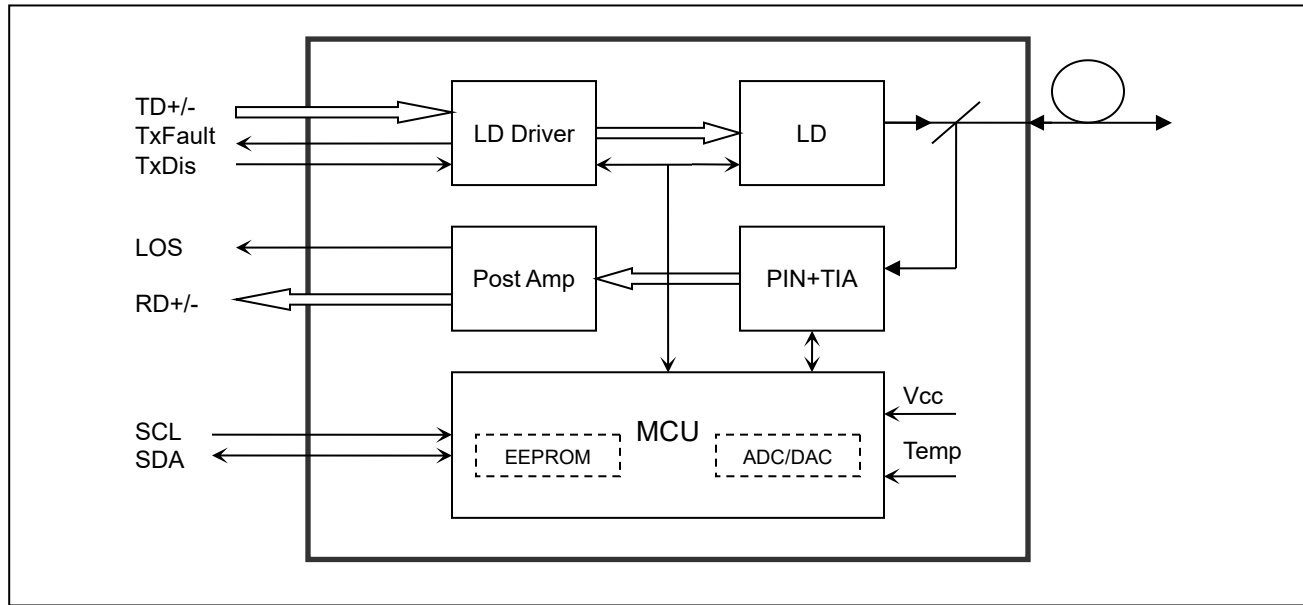 TD+/-
TxFault
TxDis
LD Driver
LD
LOS
RD+/-
Post Amp
PIN+TIA
SCL
SDA
MCU
EEPROM
ADC/DAC
Vcc
Temp